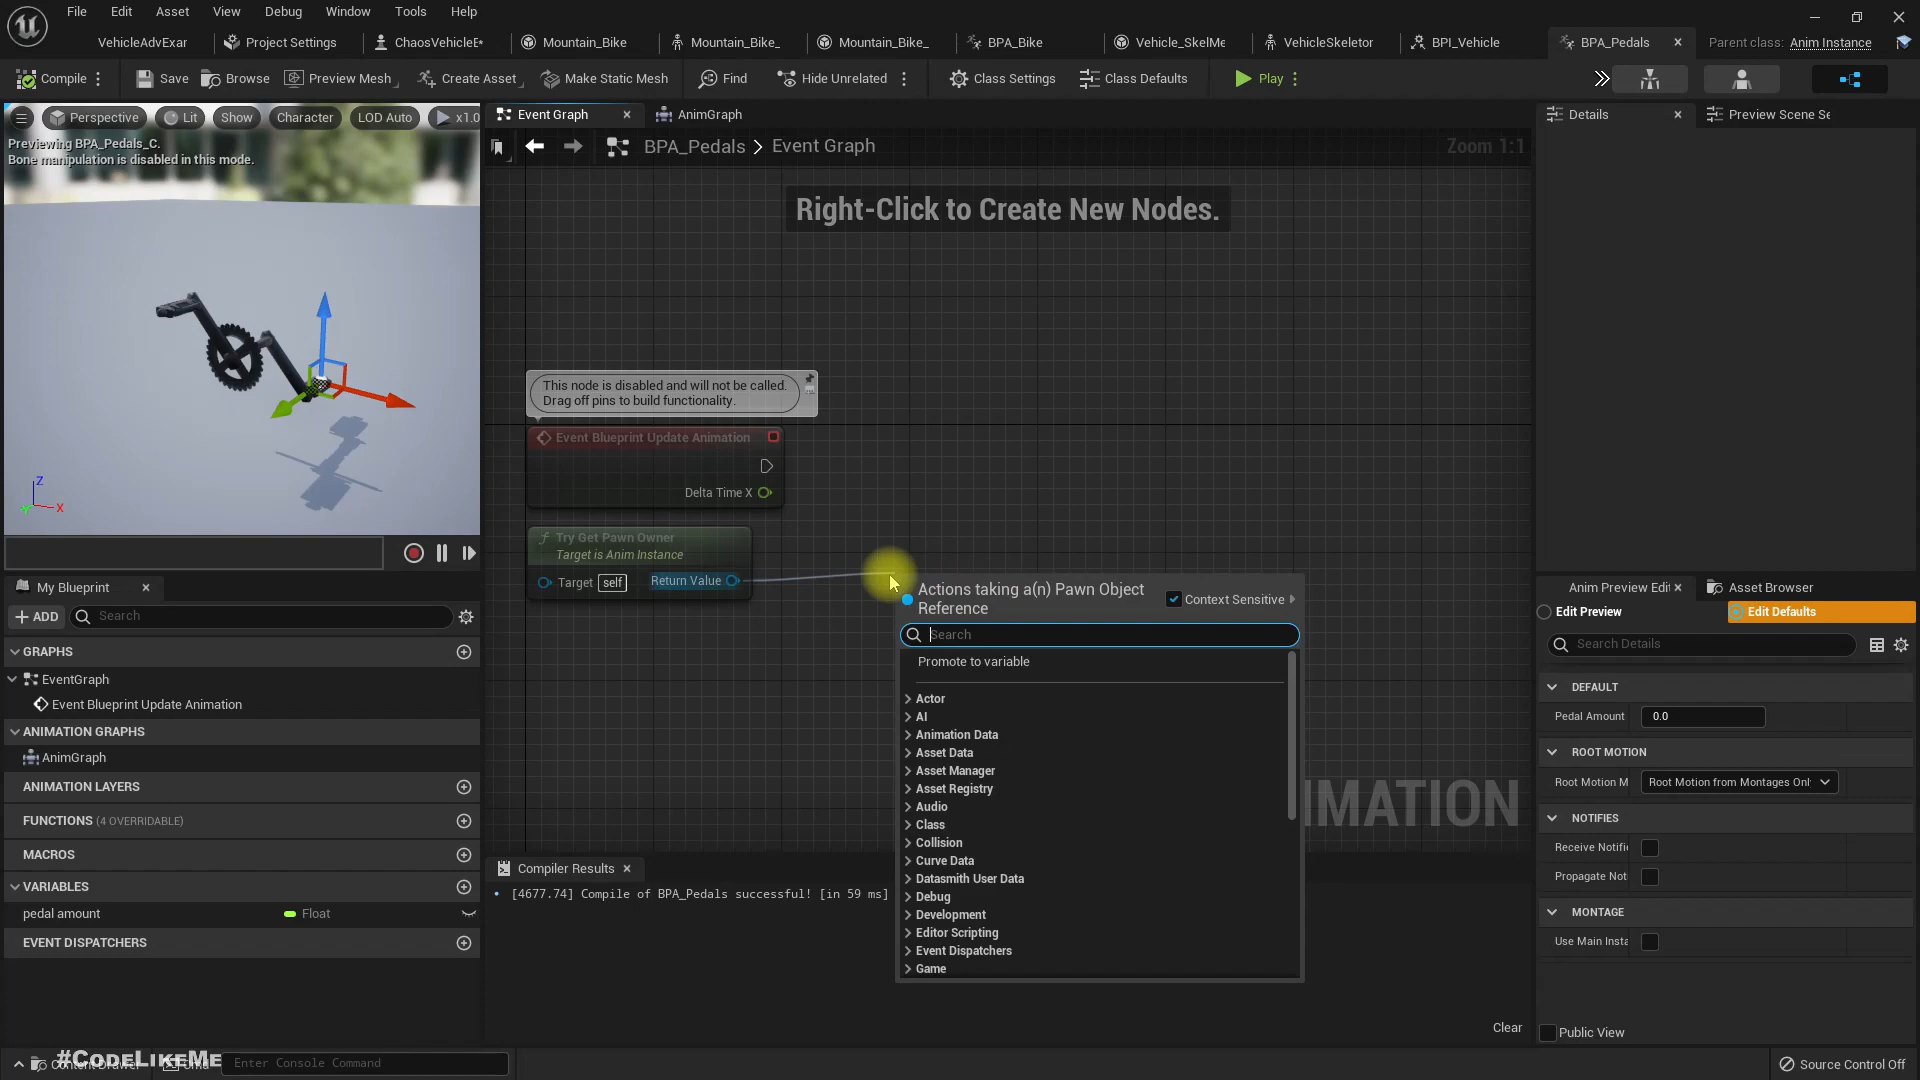 File Edit Asset View Debug Window Tools Help
VehicleAdvExar Project Settings ChaosVehicleE* Mountain_Bike Mountain_Bike_ Mountain_Bike_ BPA_Bike Vehicle_SkelMe VehicleSkeletor BPI_Vehicle BPA_Pedals Parent class: Anim Instance
Compile Save Browse Preview Mesh Create Asset Make Static Mesh Find Hide Unrelated Class Settings Class Defaults Play
Perspective Lit Show Character LOD Auto x1.0
Previewing BPA_Pedals_C.
Bone manipulation is disabled in this mode.
Z
X
Event Graph AnimGraph
BPA_Pedals > Event Graph
Zoom 1:1
Right-Click to Create New Nodes.
This node is disabled and will not be called.
Drag off pins to build functionality.
Event Blueprint Update Animation
Delta Time X
Try Get Pawn Owner
Target is Anim Instance
Target self Return Value
Actions taking a(n) Pawn Object
Reference
Context Sensitive
Search
Promote to variable
Actor
AI
Animation Data
Asset Data
Asset Manager
Asset Registry
Audio
Class
Collision
Curve Data
Datasmith User Data
Debug
Development
Editor Scripting
Event Dispatchers
Game
IMATION
My Blueprint
ADD Search
GRAPHS
EventGraph
Event Blueprint Update Animation
ANIMATION GRAPHS
AnimGraph
ANIMATION LAYERS
FUNCTIONS (4 OVERRIDABLE)
MACROS
VARIABLES
pedal amount Float
EVENT DISPATCHERS
Compiler Results
[4677.74] Compile of BPA_Pedals successful! [in 59 ms]
Clear
Details Preview Scene Se
Anim Preview Edit Asset Browser
Edit Preview Edit Defaults
Search Details
DEFAULT
Pedal Amount 0.0
ROOT MOTION
Root Motion M Root Motion from Montages Onl
NOTIFIES
Receive Notifi
Propagate Not
MONTAGE
Use Main Insta
Public View
#CodeLikeMe
Enter Console Command
Source Control Off